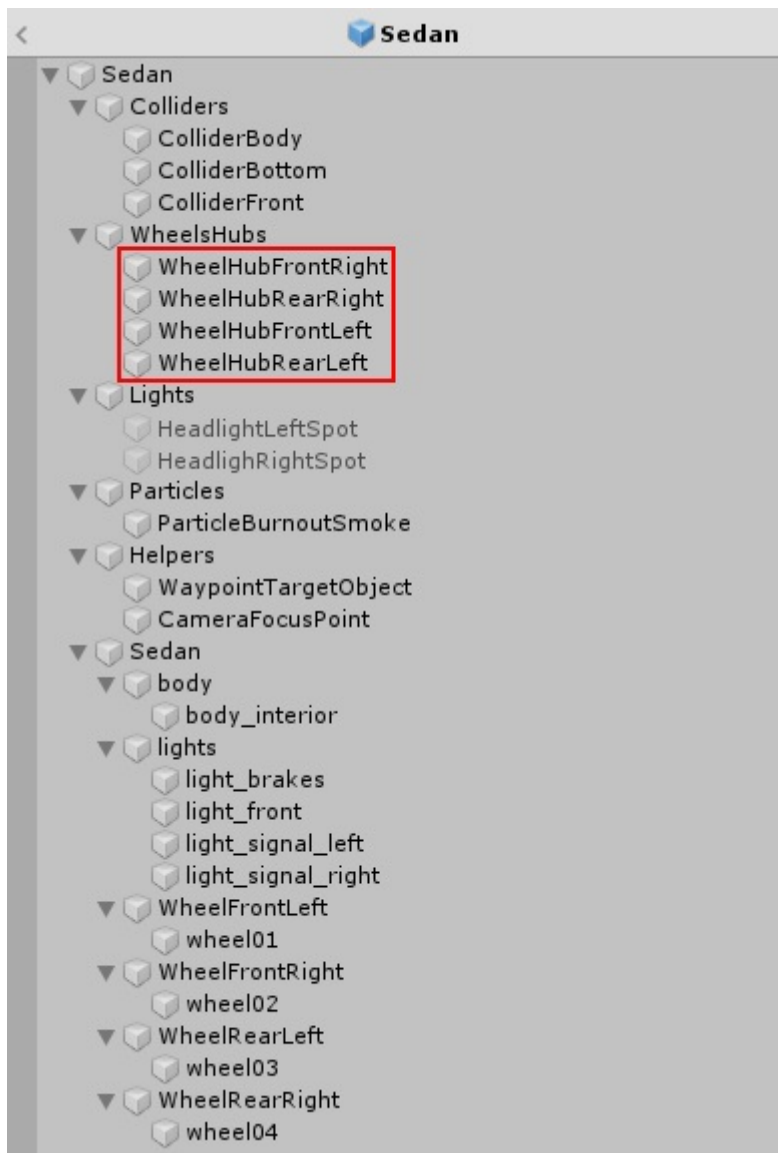 Sedan
Sedan
Colliders
ColliderBody
ColliderBottom
ColliderFront
WheelsHubs
WheelHubFrontRight
WheelHubRearRight
WheelHubFrontLeft
WheelHubRearLeft
Lights
HeadlightLeftSpot
HeadlighRightSpot
Particles
ParticleBurnoutSmoke
Helpers
WaypointTargetObject
CameraFocusPoint
Sedan
body
body_interior
lights
light_brakes
light_front
light_signal_left
light_signal_right
WheelFrontLeft
wheel01
WheelFrontRight
wheel02
WheelRearLeft
wheel03
WheelRearRight
wheel04